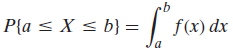 P{a ≤ X ≤ b} = ∫_a^b f(x) dx